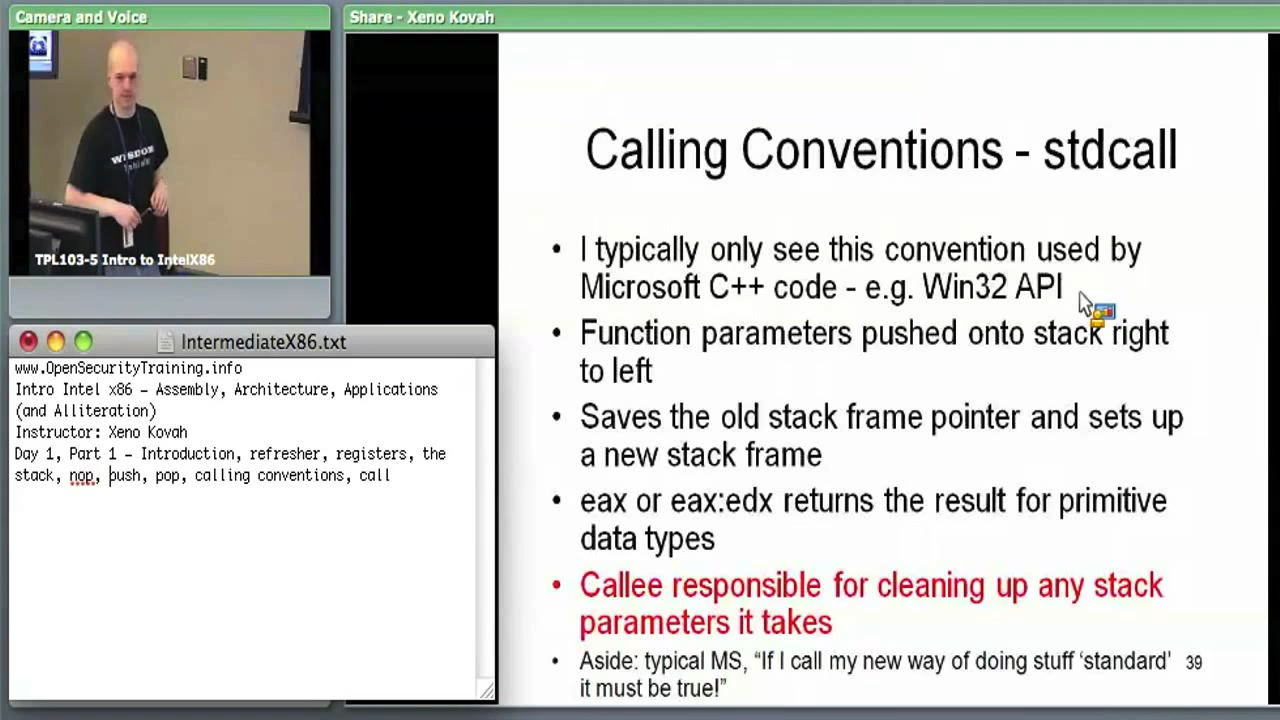 Camera and Voice
Share - Xeno Kovah
WISDOM
TPL103-5 Intro to IntelX86
IntermediateX86.txt
www.OpenSecurityTraining.info
Intro Intel x86 – Assembly, Architecture, Applications
(and Alliteration)
Instructor: Xeno Kovah
Day 1, Part 1 – Introduction, refresher, registers, the
stack, nop, push, pop, calling conventions, call
Calling Conventions - stdcall
• I typically only see this convention used by
Microsoft C++ code - e.g. Win32 API
• Function parameters pushed onto stack right
to left
• Saves the old stack frame pointer and sets up
a new stack frame
• eax or eax:edx returns the result for primitive
data types
• Callee responsible for cleaning up any stack
parameters it takes
• Aside: typical MS, “If I call my new way of doing stuff ‘standard’
it must be true!”
39